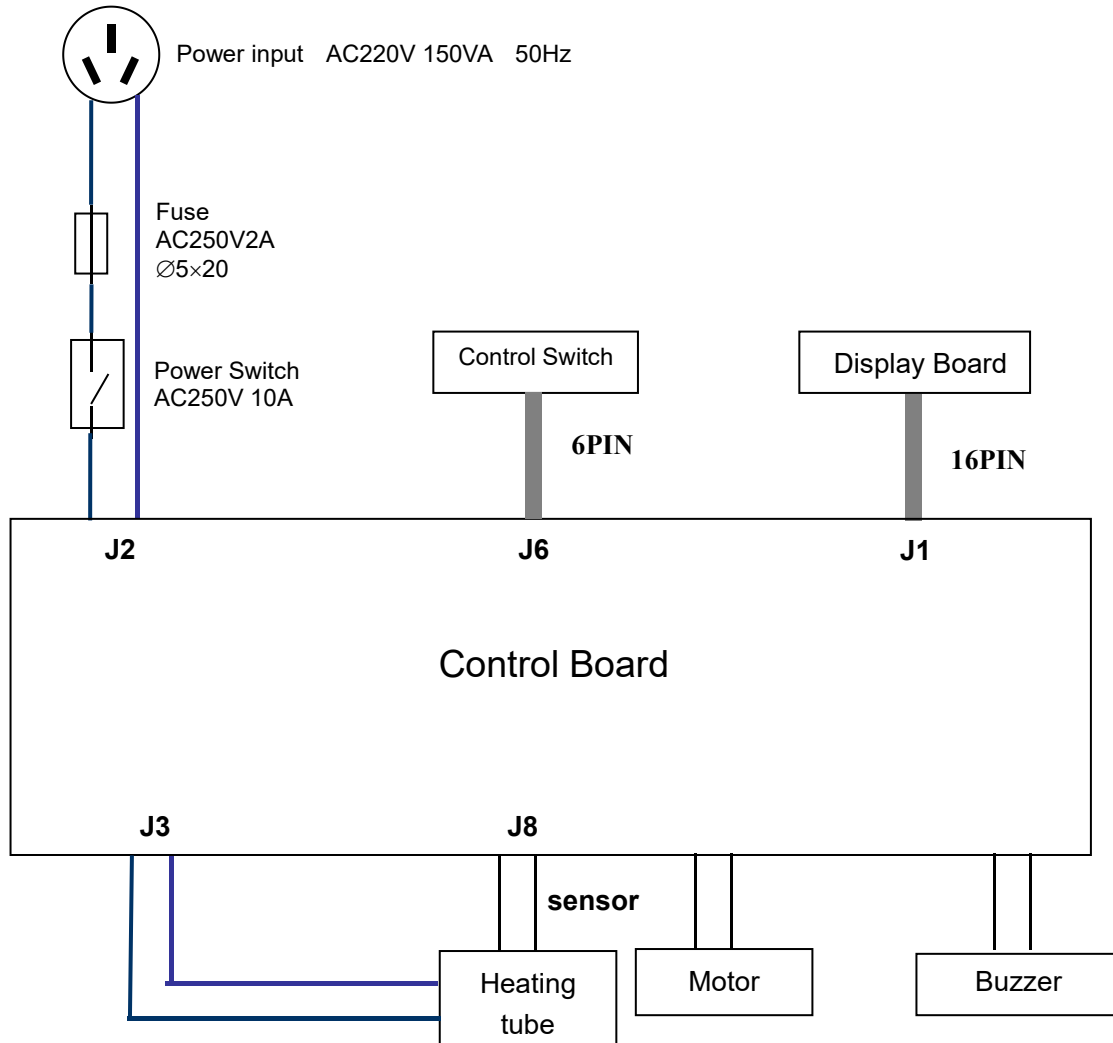 Power input AC220V 150VA 50Hz
Fuse
AC250V2A
∅5×20
Power Switch
AC250V 10A
Control Switch
Display Board
6PIN
16PIN
J2
J6
J1
Control Board
J3
J8
sensor
Heating
tube
Motor
Buzzer